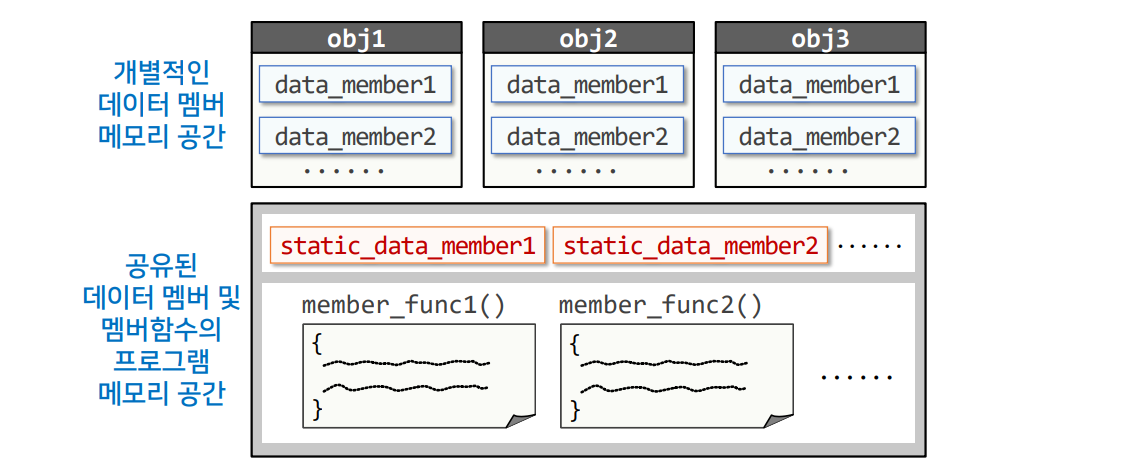 obj1
obj2
obj3
개별적인
데이터 멤버
메모리 공간
data_member1
data_member1
data_member1
data_member2
data_member2
data_member2
......
......
......
공유된
데이터 멤버 및
멤버함수의
프로그램
메모리 공간
static_data_member1
static_data_member2
......
member_func1()
member_func2()
{
}
{
}
......